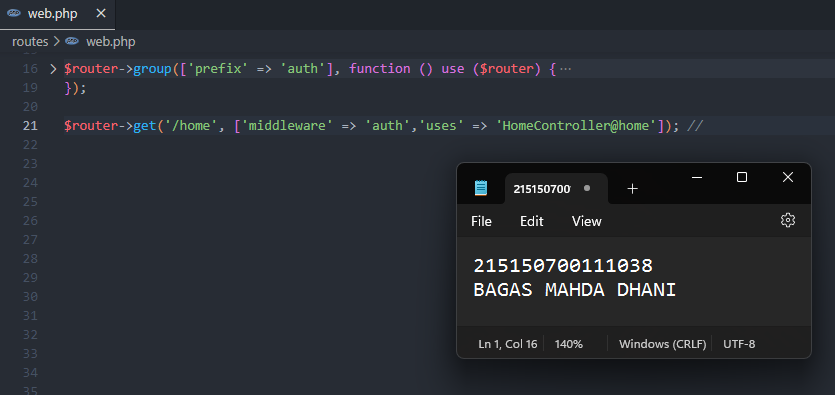 web.php
routes > web.php
16 > $router->group(['prefix' => 'auth'], function () use ($router) { ···
19 });
20
21 $router->get('/home', ['middleware' => 'auth','uses' => 'HomeController@home']); //
22
23
24
25
26
27
28
29
30
31
32
33
34
35
215150700
File Edit View
215150700111038
BAGAS MAHDA DHANI
Ln 1, Col 16 140% Windows (CRLF) UTF-8